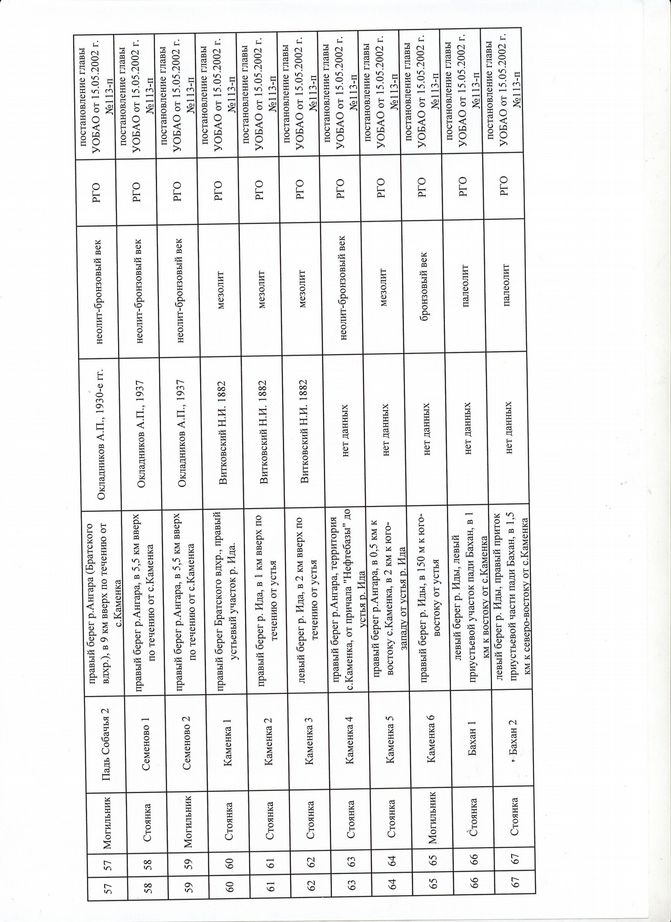 57 57 Могильник Падь Собачья 2 правый берег р.Ангара (Братского
вдхр.), в 9 км вверх по течению от
с.Каменка Окладников А.П., 1930-е гг. неолит-бронзовый век РГО постановление главы
УОБАО от 15.05.2002 г.
№113-п
58 58 Стоянка Семеново 1 правый берег р.Ангара, в 5,5 км вверх
по течению от с.Каменка Окладников А.П., 1937 неолит-бронзовый век РГО постановление главы
УОБАО от 15.05.2002 г.
№113-п
59 59 Могильник Семеново 2 правый берег р.Ангара, в 5,5 км вверх
по течению от с.Каменка Окладников А.П., 1937 неолит-бронзовый век РГО постановление главы
УОБАО от 15.05.2002 г.
№113-п
60 60 Стоянка Каменка 1 правый берег Братского вдхр., правый
устьевый участок р. Ида. Витковский Н.И. 1882 мезолит РГО постановление главы
УОБАО от 15.05.2002 г.
№113-п
61 61 Стоянка Каменка 2 правый берег р. Ида, в 1 км вверх по
течению от устья Витковский Н.И. 1882 мезолит РГО постановление главы
УОБАО от 15.05.2002 г.
№113-п
62 62 Стоянка Каменка 3 левый берег р. Ида, в 2 км вверх по
течению от устья Витковский Н.И. 1882 мезолит РГО постановление главы
УОБАО от 15.05.2002 г.
№113-п
63 63 Стоянка Каменка 4 правый берег р.Ангара, территория
с.Каменка, от причала "Нефтебазы" до
устья р. Ида нет данных неолит-бронзовый век РГО постановление главы
УОБАО от 15.05.2002 г.
№113-п
64 64 Стоянка Каменка 5 правый берег р.Ангара, в 0,5 км к
востоку с.Каменка, в 2 км к юго-
западу от устья р. Ида нет данных мезолит РГО постановление главы
УОБАО от 15.05.2002 г.
№113-п
65 65 Могильник Каменка 6 правый берег р. Иды, в 150 м к юго-
востоку от устья нет данных бронзовый век РГО постановление главы
УОБАО от 15.05.2002 г.
№113-п
66 66 Стоянка Бахан 1 левый берег р. Иды, левый
приустьевой участок пади Бахан, в 1
км к востоку от с.Каменка нет данных палеолит РГО постановление главы
УОБАО от 15.05.2002 г.
№113-п
67 67 Стоянка Бахан 2 левый берег р. Иды, правый приток
приустьевой части пади Бахан, в 1,5
км к северо-востоку от с.Каменка нет данных палеолит РГО постановление главы
УОБАО от 15.05.2002 г.
№113-п